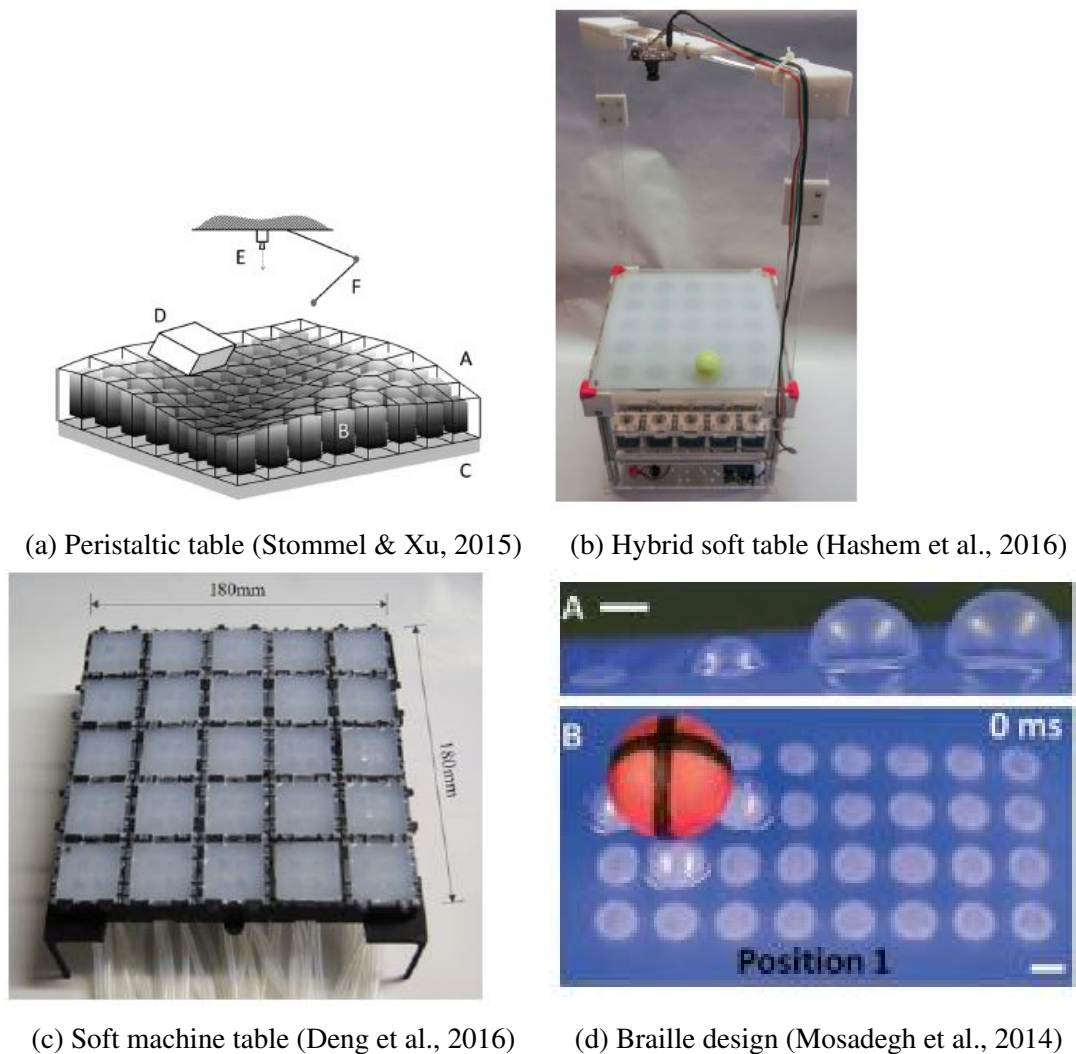 E
F
D
A
B
C
(a) Peristaltic table (Stommel & Xu, 2015)
(b) Hybrid soft table (Hashem et al., 2016)
180mm
180mm
A
B
0 ms
Position 1
(c) Soft machine table (Deng et al., 2016)
(d) Braille design (Mosadegh et al., 2014)